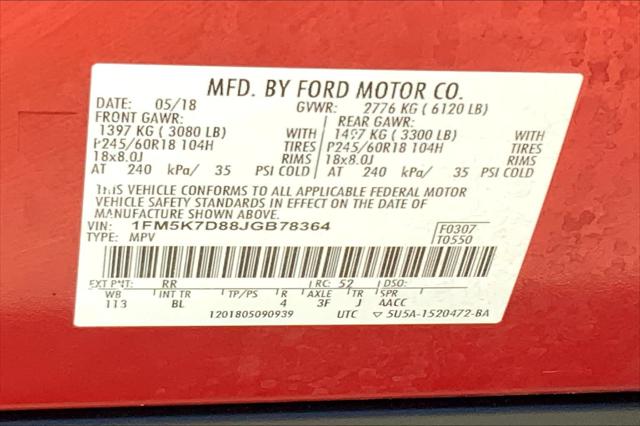 MFD. BY FORD MOTOR CO.
DATE: 05/18 GVWR: 2776 KG ( 6120 LB)
FRONT GAWR: REAR GAWR:
1397 KG ( 3080 LB) WITH 1497 KG ( 3300 LB) WITH
P245/60R18 104H TIRES P245/60R18 104H TIRES
18x8.0J RIMS 18x8.0J RIMS
AT 240 kPa/ 35 PSI COLD AT 240 kPa/ 35 PSI COLD
THIS VEHICLE CONFORMS TO ALL APPLICABLE FEDERAL MOTOR
VEHICLE SAFETY STANDARDS IN EFFECT ON THE DATE OF
MANUFACTURE SHOWN ABOVE.
VIN: 1FM5K7D88JGB78364 F0307
TYPE: MPV T0550
EXT PNT: RR RC: 52 DSO:
WB INT TR TP/PS R AXLE TR SPR
113 BL 4 3F J 4ACC
1201805090939 UTC ▽ 5U5A-1520472-BA